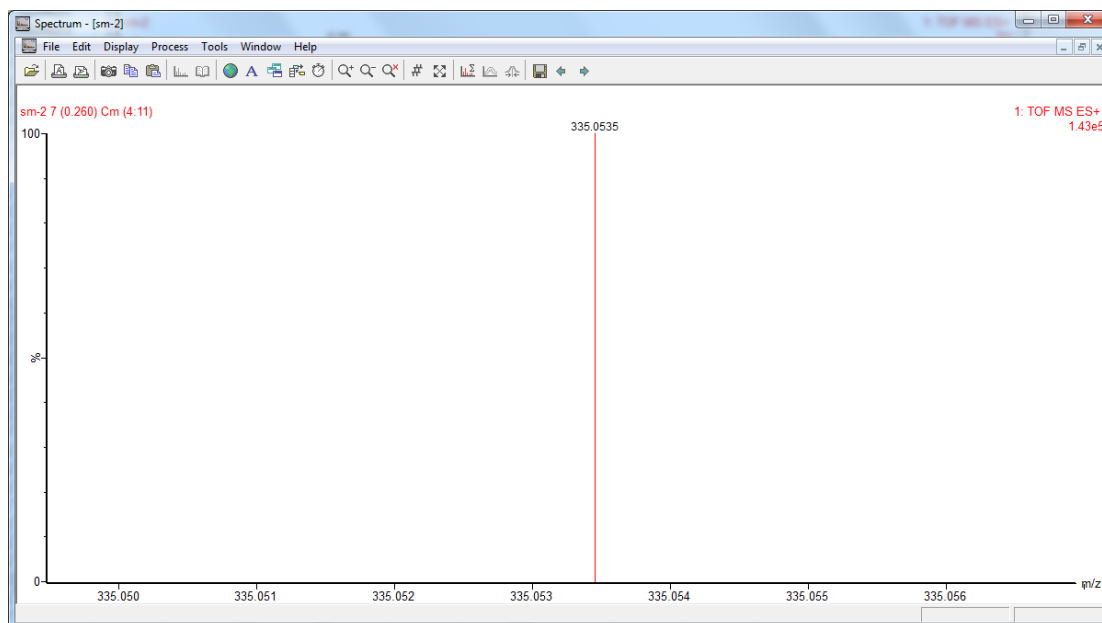 Spectrum - [sm-2]
File Edit Display Process Tools Window Help
sm-2 7 (0.260) Cm (4:11)
1: TOF MS ES+
1.43e5
335.0535
100
%
0
m/z
335.050 335.051 335.052 335.053 335.054 335.055 335.056